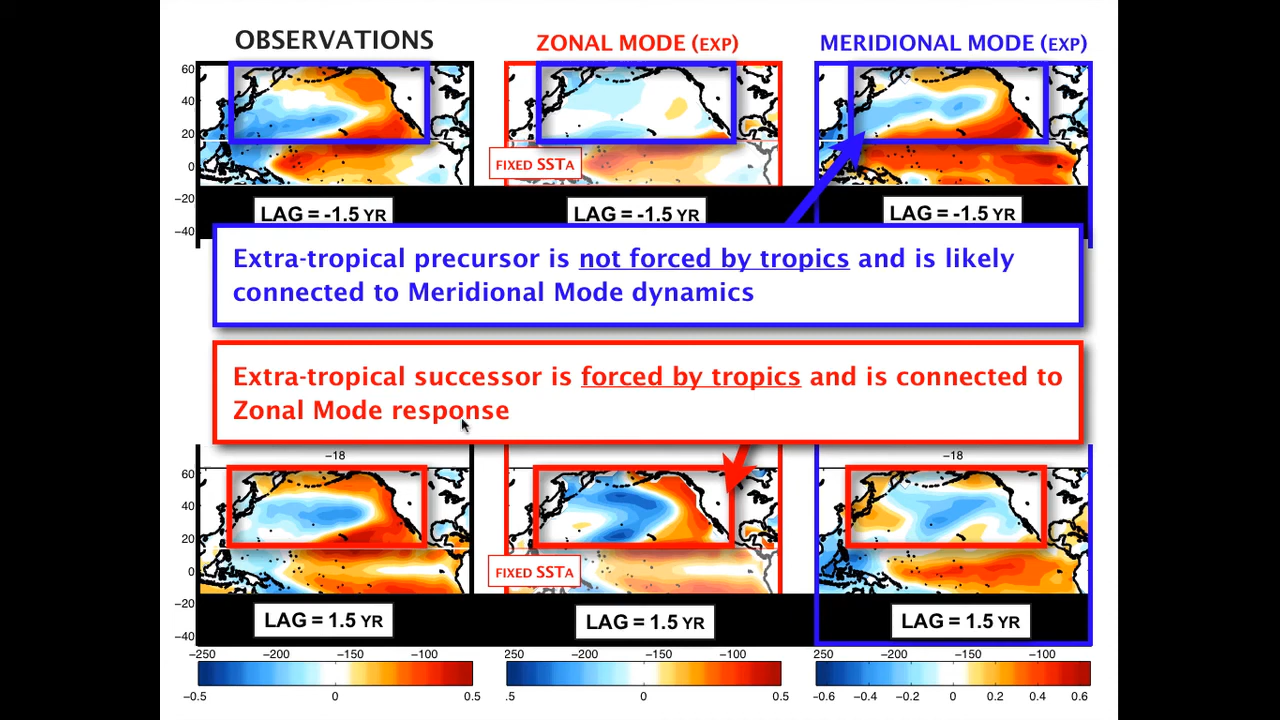 OBSERVATIONS
ZONAL MODE (EXP)
MERIDIONAL MODE (EXP)
60
40
20
0
−20
−40
FIXED SSTA
LAG = -1.5 YR
LAG = -1.5 YR
LAG = -1.5 YR
Extra-tropical precursor is not forced by tropics and is likely
connected to Meridional Mode dynamics
Extra-tropical successor is forced by tropics and is connected to
Zonal Mode response
−18
−18
60
40
20
0
−20
−40
FIXED SSTA
LAG = 1.5 YR
LAG = 1.5 YR
LAG = 1.5 YR
−250 −200 −150 −100
50 −200 −150 −100
250 −200 −150 −100
−0.5 0 0.5
.5 0 0.5
−0.6 −0.4 −0.2 0 0.2 0.4 0.6